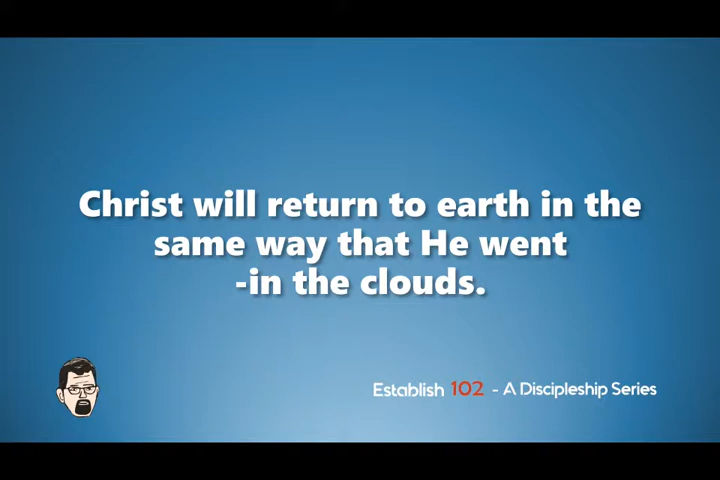 Christ will return to earth in the
same way that He went
-in the clouds.
Establish 102 - A Discipleship Series